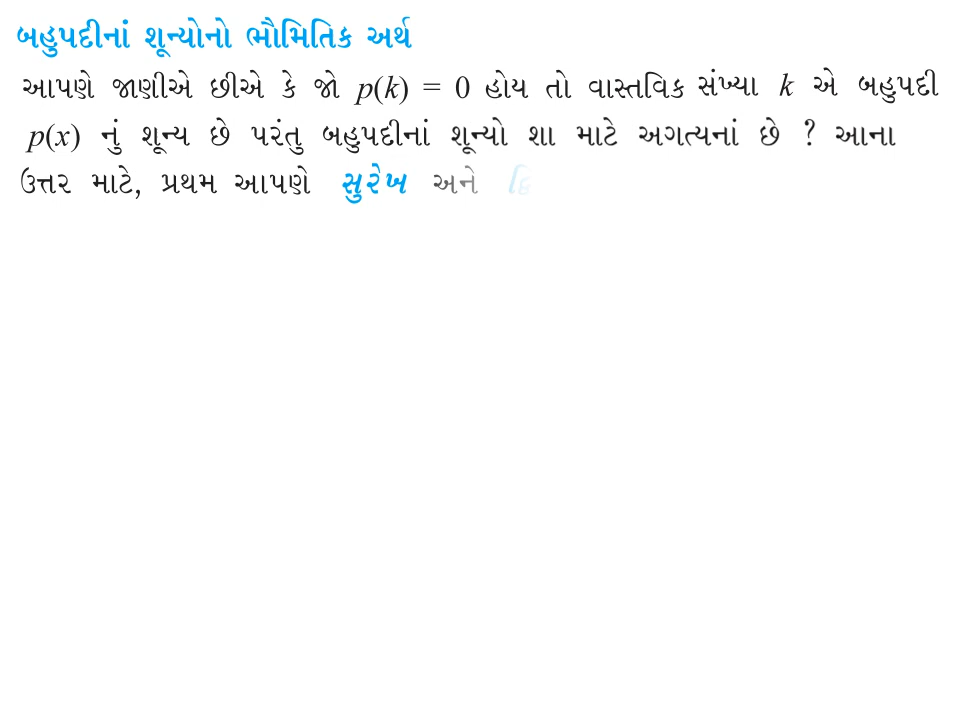 બહુપદીનાં શૂન્યોનો ભૌમિતિક અર્થ
આપણે જાણીએ છીએ કે જો p(k) = 0 હોય તો વાસ્તવિક સંખ્યા k એ બહુપદી
p(x) નું શૂન્ય છે પરંતુ બહુપદીનાં શૂન્યો શા માટે અગત્યનાં છે ? આના
ઉત્તર માટે, પ્રથમ આપણે સુરેખ અને